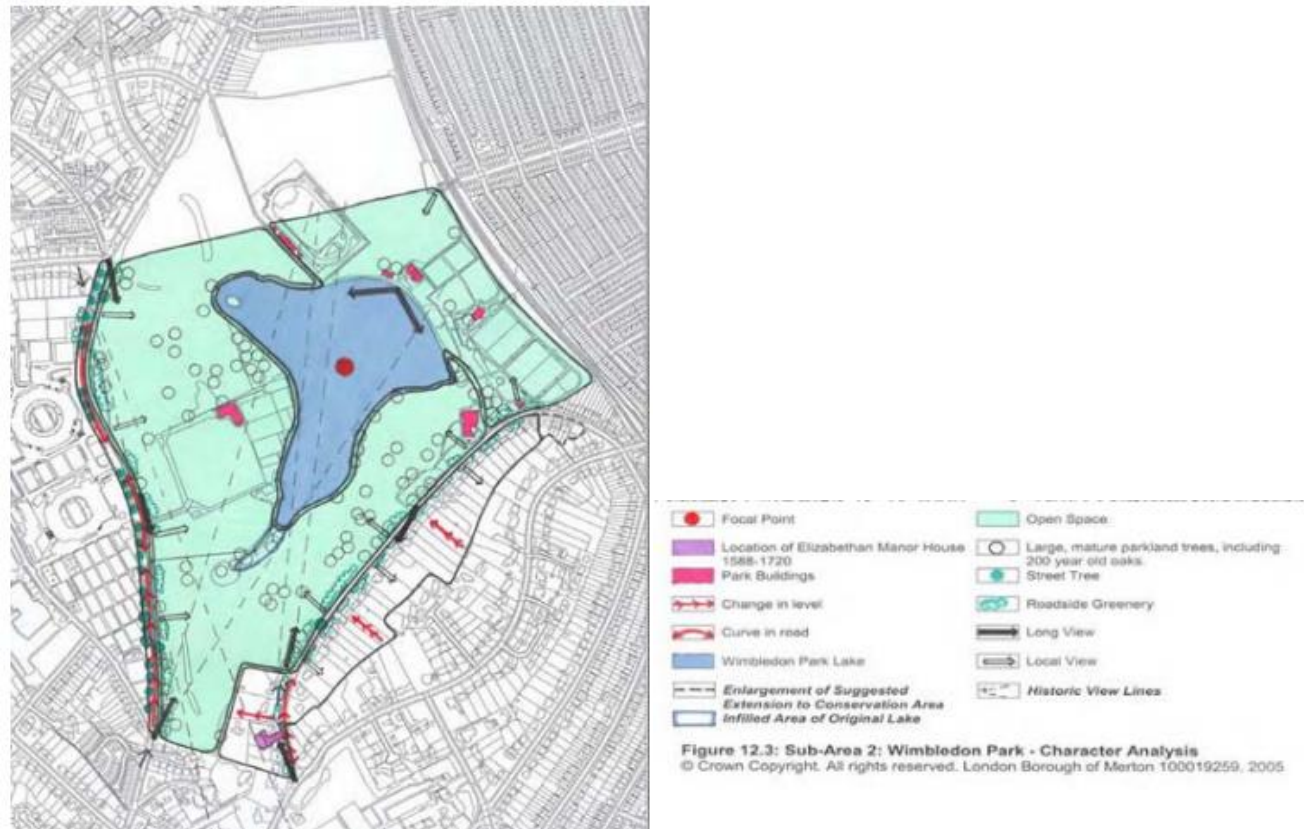 Focal Point
Location of Elizabethan Manor House
1588-1720
Park Buildings
Change in level
Curve in road
Wimbledon Park Lake
Enlargement of Suggested
Extension to Conservation Area
Infilled Area of Original Lake
Open Space
Large, mature parkland trees, including
200 year old oaks.
Street Tree
Roadside Greenery
Long View
Local View
Historic View Lines
Figure 12.3: Sub-Area 2: Wimbledon Park - Character Analysis
© Crown Copyright. All rights reserved. London Borough of Merton 100019259, 2005